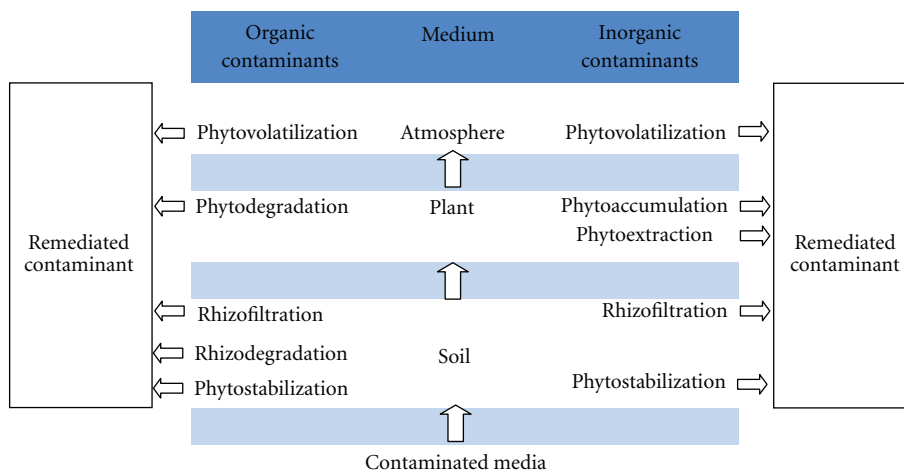 Organic
contaminants
Medium
Inorganic
contaminants
Phytovolatilization
Atmosphere
Phytovolatilization
Phytodegradation
Plant
Phytoaccumulation
Phytoextraction
Remediated
contaminant
Remediated
contaminant
Rhizofiltration
Rhizofiltration
Rhizodegradation
Soil
Phytostabilization
Phytostabilization
Contaminated media